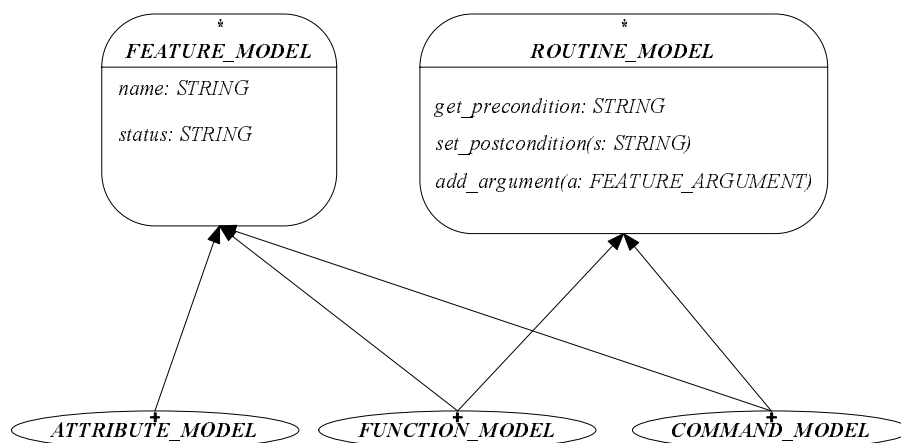 *
FEATURE_MODEL
name: STRING
status: STRING
*
ROUTINE_MODEL
get_precondition: STRING
set_postcondition(s: STRING)
add_argument(a: FEATURE_ARGUMENT)
+
ATTRIBUTE_MODEL
+
FUNCTION_MODEL
+
COMMAND_MODEL